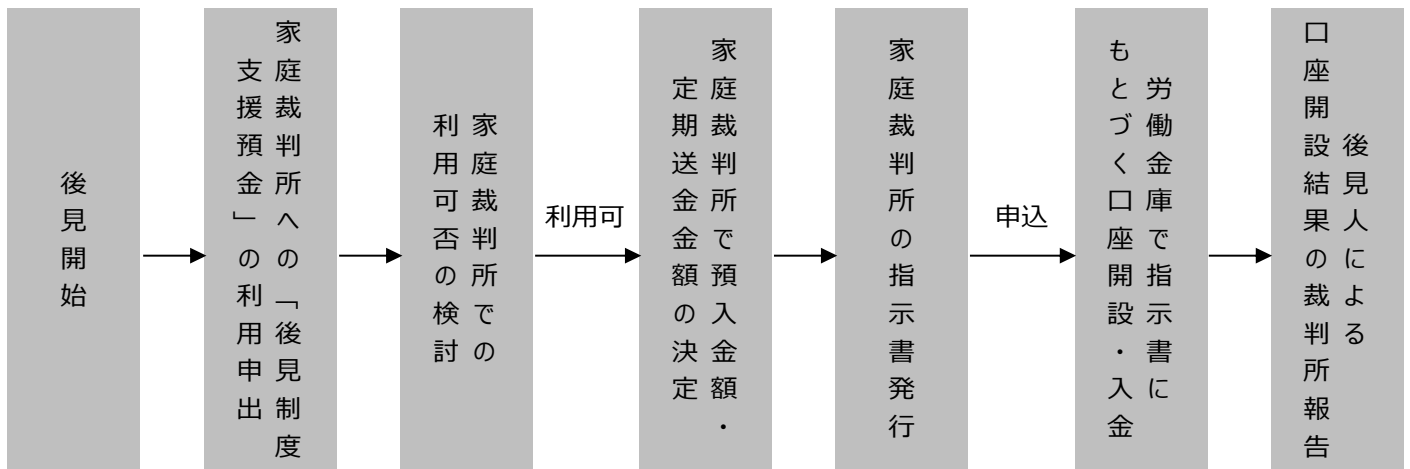 後見開始
家庭裁判所への「後見制度
支援預金」の利用申出
家庭裁判所での
利用可否の検討
利用可
家庭裁判所で預入金額・
定期送金金額の決定
家庭裁判所の指示書発行
申込
労働金庫で指示書に
もとづく口座開設・入金
後見人による
口座開設結果の裁判所報告